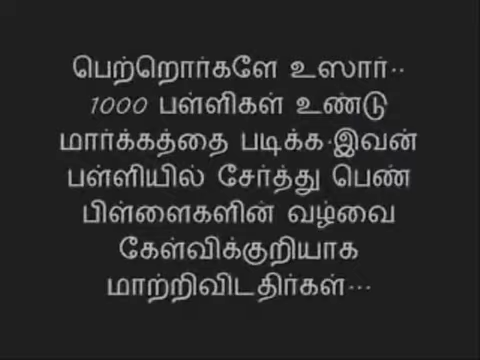 பெற்றொர்களே உஸார்..
1000 பள்ளிகள் உண்டு
மார்க்கத்தை படிக்க.இவன்
பள்ளியில் சேர்த்து பெண்
பிள்ளைகளின் வழ்வை
கேள்விக்குறியாக
மாற்றிவிடதிர்கள்...